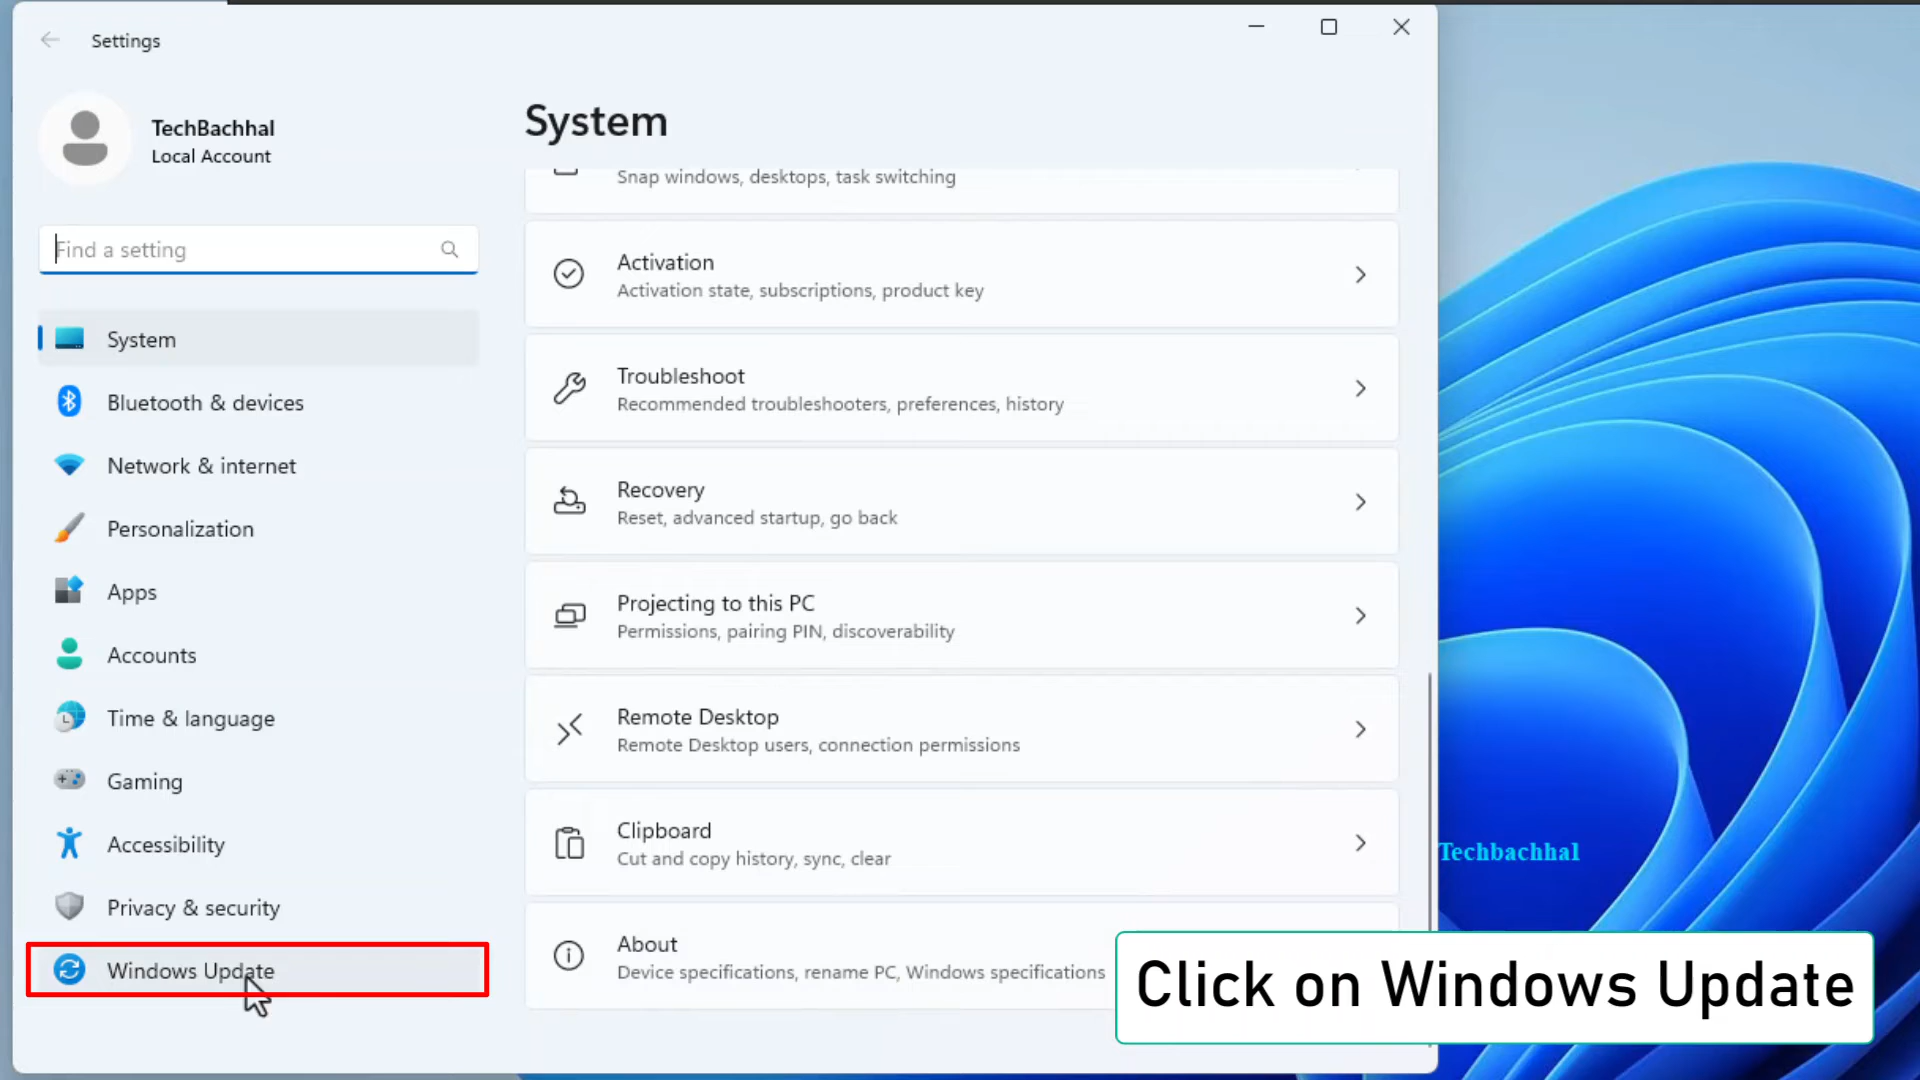 Settings
TechBachhal
Local Account
Find a setting
System
Bluetooth & devices
Network & internet
Personalization
Apps
Accounts
Time & language
Gaming
Accessibility
Privacy & security
Windows Update
System
Snap windows, desktops, task switching
Activation
Activation state, subscriptions, product key
Troubleshoot
Recommended troubleshooters, preferences, history
Recovery
Reset, advanced startup, go back
Projecting to this PC
Permissions, pairing PIN, discoverability
Remote Desktop
Remote Desktop users, connection permissions
Clipboard
Cut and copy history, sync, clear
About
Device specifications, rename PC, Windows specifications
Techbachhal
Click on Windows Update